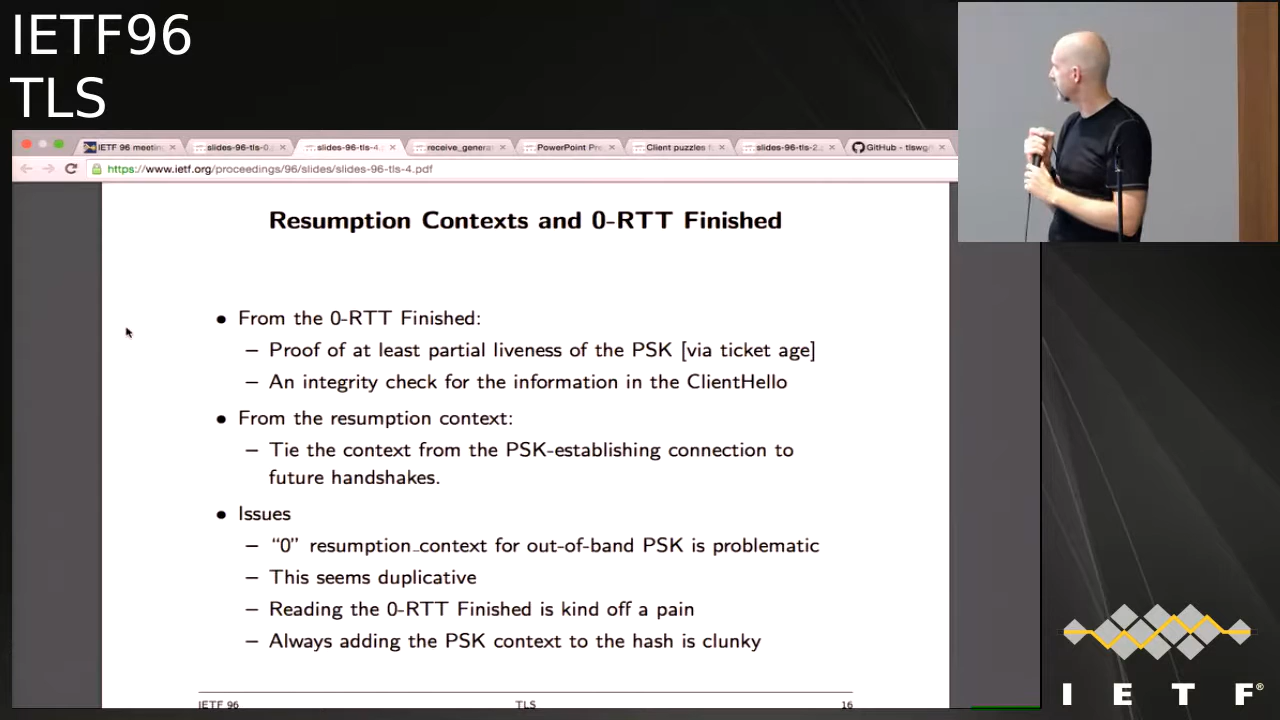 IETF96
TLS
IETF 96 meetin
slides-96-tls-0.
slides-96-tls-4.
receive_genera
PowerPoint Pre
Client puzzles f
slides-96-tls-2.
GitHub - tlswg/
https://www.ietf.org/proceedings/96/slides/slides-96-tls-4.pdf
Resumption Contexts and 0-RTT Finished
• From the 0-RTT Finished:
– Proof of at least partial liveness of the PSK [via ticket age]
– An integrity check for the information in the ClientHello
• From the resumption context:
– Tie the context from the PSK-establishing connection to
future handshakes.
• Issues
– “0” resumption_context for out-of-band PSK is problematic
– This seems duplicative
– Reading the 0-RTT Finished is kind off a pain
– Always adding the PSK context to the hash is clunky
IETF 96 TLS 16
I E T F®